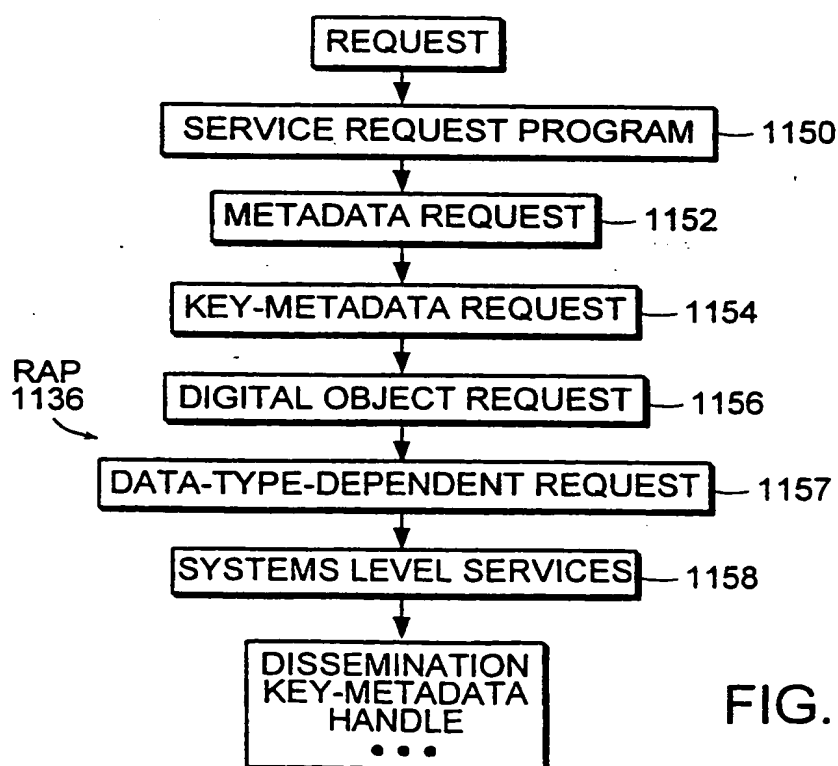 REQUEST
SERVICE REQUEST PROGRAM 1150
METADATA REQUEST 1152
KEY-METADATA REQUEST 1154
RAP
1136
DIGITAL OBJECT REQUEST 1156
DATA-TYPE-DEPENDENT REQUEST 1157
SYSTEMS LEVEL SERVICES 1158
DISSEMINATION
KEY-METADATA
HANDLE
• • •
FIG.